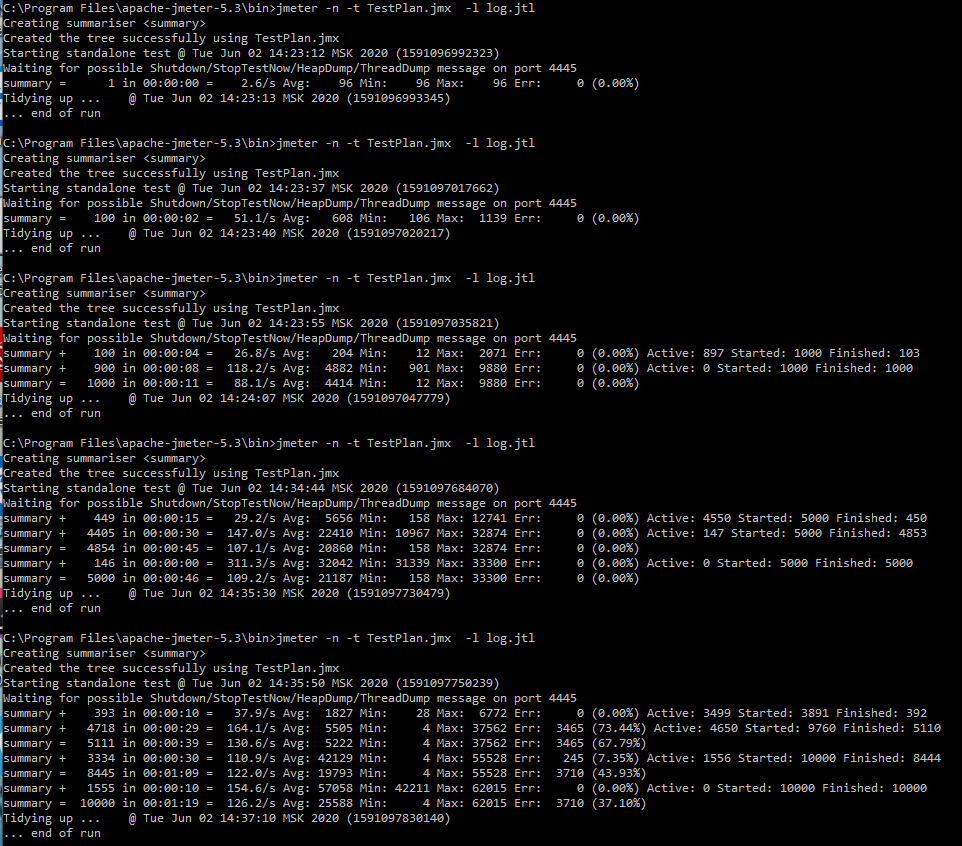 C:\Program Files\apache-jmeter-5.3\bin>jmeter -n -t TestPlan.jmx  -l log.jtl
Creating summariser <summary>
Created the tree successfully using TestPlan.jmx
Starting standalone test @ Tue Jun 02 14:23:12 MSK 2020 (1591096992323)
Waiting for possible Shutdown/StopTestNow/HeapDump/ThreadDump message on port 4445
summary =      1 in 00:00:00 =    2.6/s Avg:    96 Min:    96 Max:    96 Err:     0 (0.00%)
Tidying up ...    @ Tue Jun 02 14:23:13 MSK 2020 (1591096993345)
... end of run
C:\Program Files\apache-jmeter-5.3\bin>jmeter -n -t TestPlan.jmx  -l log.jtl
Creating summariser <summary>
Created the tree successfully using TestPlan.jmx
Starting standalone test @ Tue Jun 02 14:23:37 MSK 2020 (1591097017662)
Waiting for possible Shutdown/StopTestNow/HeapDump/ThreadDump message on port 4445
summary =    100 in 00:00:02 =   51.1/s Avg:   608 Min:   106 Max:  1139 Err:     0 (0.00%)
Tidying up ...    @ Tue Jun 02 14:23:40 MSK 2020 (1591097020217)
... end of run
C:\Program Files\apache-jmeter-5.3\bin>jmeter -n -t TestPlan.jmx  -l log.jtl
Creating summariser <summary>
Created the tree successfully using TestPlan.jmx
Starting standalone test @ Tue Jun 02 14:23:55 MSK 2020 (1591097035821)
Waiting for possible Shutdown/StopTestNow/HeapDump/ThreadDump message on port 4445
summary +    100 in 00:00:04 =   26.8/s Avg:   204 Min:    12 Max:  2071 Err:     0 (0.00%) Active: 897 Started: 1000 Finished: 103
summary +    900 in 00:00:08 =  118.2/s Avg:  4882 Min:   901 Max:  9880 Err:     0 (0.00%) Active: 0 Started: 1000 Finished: 1000
summary =   1000 in 00:00:11 =   88.1/s Avg:  4414 Min:    12 Max:  9880 Err:     0 (0.00%)
Tidying up ...    @ Tue Jun 02 14:24:07 MSK 2020 (1591097047779)
... end of run
C:\Program Files\apache-jmeter-5.3\bin>jmeter -n -t TestPlan.jmx  -l log.jtl
Creating summariser <summary>
Created the tree successfully using TestPlan.jmx
Starting standalone test @ Tue Jun 02 14:34:44 MSK 2020 (1591097684070)
Waiting for possible Shutdown/StopTestNow/HeapDump/ThreadDump message on port 4445
summary +    449 in 00:00:15 =   29.2/s Avg:  5656 Min:   158 Max: 12741 Err:     0 (0.00%) Active: 4550 Started: 5000 Finished: 450
summary +   4405 in 00:00:30 =  147.0/s Avg: 22410 Min: 10967 Max: 32874 Err:     0 (0.00%) Active: 147 Started: 5000 Finished: 4853
summary =   4854 in 00:00:45 =  107.1/s Avg: 20860 Min:   158 Max: 32874 Err:     0 (0.00%)
summary +    146 in 00:00:00 =  311.3/s Avg: 32042 Min: 31339 Max: 33300 Err:     0 (0.00%) Active: 0 Started: 5000 Finished: 5000
summary =   5000 in 00:00:46 =  109.2/s Avg: 21187 Min:   158 Max: 33300 Err:     0 (0.00%)
Tidying up ...    @ Tue Jun 02 14:35:30 MSK 2020 (1591097730479)
... end of run
C:\Program Files\apache-jmeter-5.3\bin>jmeter -n -t TestPlan.jmx  -l log.jtl
Creating summariser <summary>
Created the tree successfully using TestPlan.jmx
Starting standalone test @ Tue Jun 02 14:35:50 MSK 2020 (1591097750239)
Waiting for possible Shutdown/StopTestNow/HeapDump/ThreadDump message on port 4445
summary +    393 in 00:00:10 =   37.9/s Avg:  1827 Min:    28 Max:  6772 Err:     0 (0.00%) Active: 3499 Started: 3891 Finished: 392
summary +   4718 in 00:00:29 =  164.1/s Avg:  5505 Min:     4 Max: 37562 Err:  3465 (73.44%) Active: 4650 Started: 9760 Finished: 5110
summary =   5111 in 00:00:39 =  130.6/s Avg:  5222 Min:     4 Max: 37562 Err:  3465 (67.79%)
summary +   3334 in 00:00:30 =  110.9/s Avg: 42129 Min:     4 Max: 55528 Err:   245 (7.35%) Active: 1556 Started: 10000 Finished: 8444
summary =   8445 in 00:01:09 =  122.0/s Avg: 19793 Min:     4 Max: 55528 Err:  3710 (43.93%)
summary +   1555 in 00:00:10 =  154.6/s Avg: 57058 Min: 42211 Max: 62015 Err:     0 (0.00%) Active: 0 Started: 10000 Finished: 10000
summary =  10000 in 00:01:19 =  126.2/s Avg: 25588 Min:     4 Max: 62015 Err:  3710 (37.10%)
Tidying up ...    @ Tue Jun 02 14:37:10 MSK 2020 (1591097830140)
... end of run